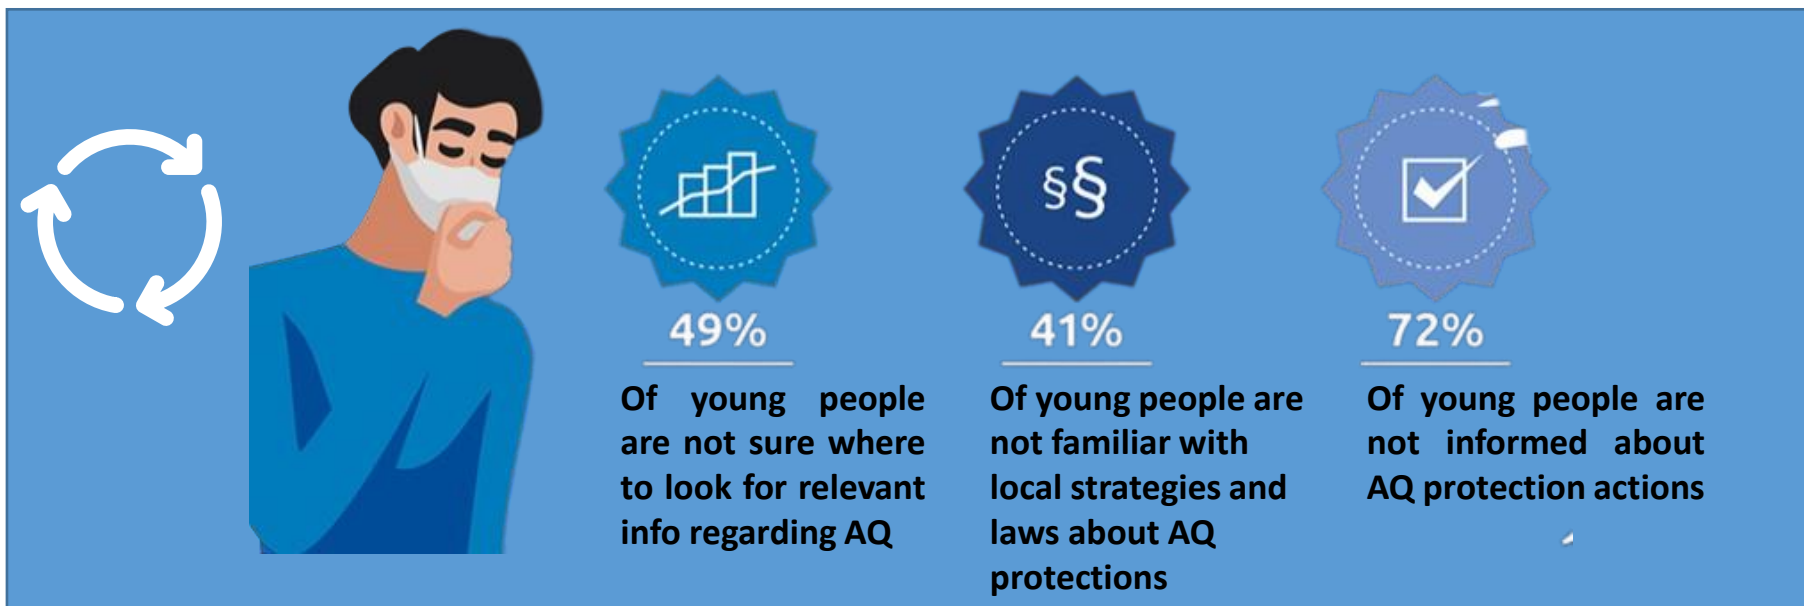 §§
49%
Of young people
are not sure where
to look for relevant
info regarding AQ
41%
Of young people are
not familiar with
local strategies and
laws about AQ
protections
72%
Of young people are
not informed about
AQ protection actions